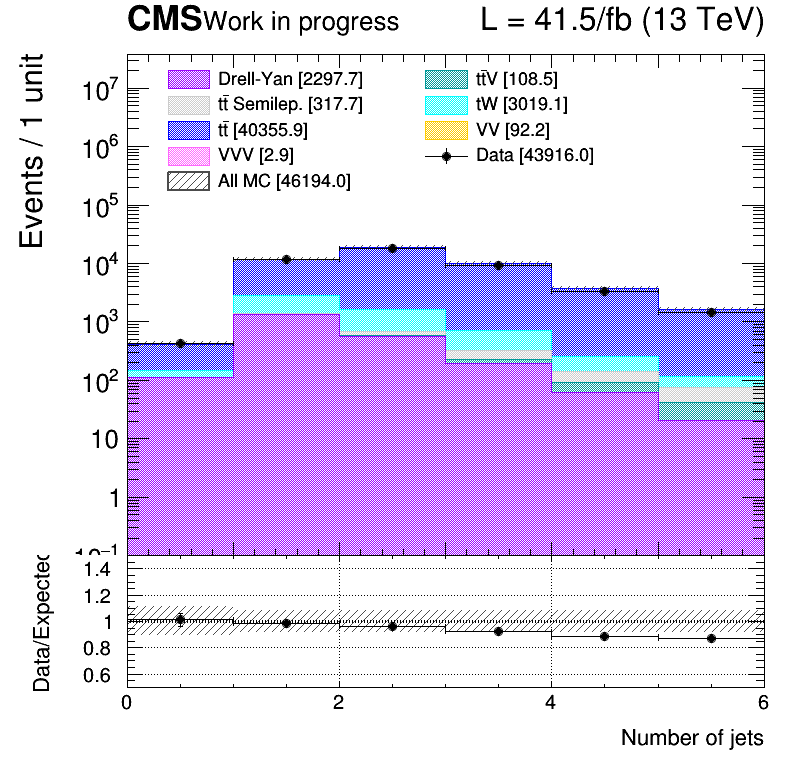 CMS Work in progress L = 41.5/fb (13 TeV)
Events / 1 unit
Drell-Yan [2297.7] tt̄V [108.5]
tt̄ Semilep. [317.7] tW [3019.1]
tt̄ [40355.9] VV [92.2]
VVV [2.9] Data [43916.0]
All MC [46194.0]
10⁷
10⁶
10⁵
10⁴
10³
10²
10
1
10⁻¹
Data/Expected
1.4
1.2
1
0.8
0.6
0 2 4 6
Number of jets